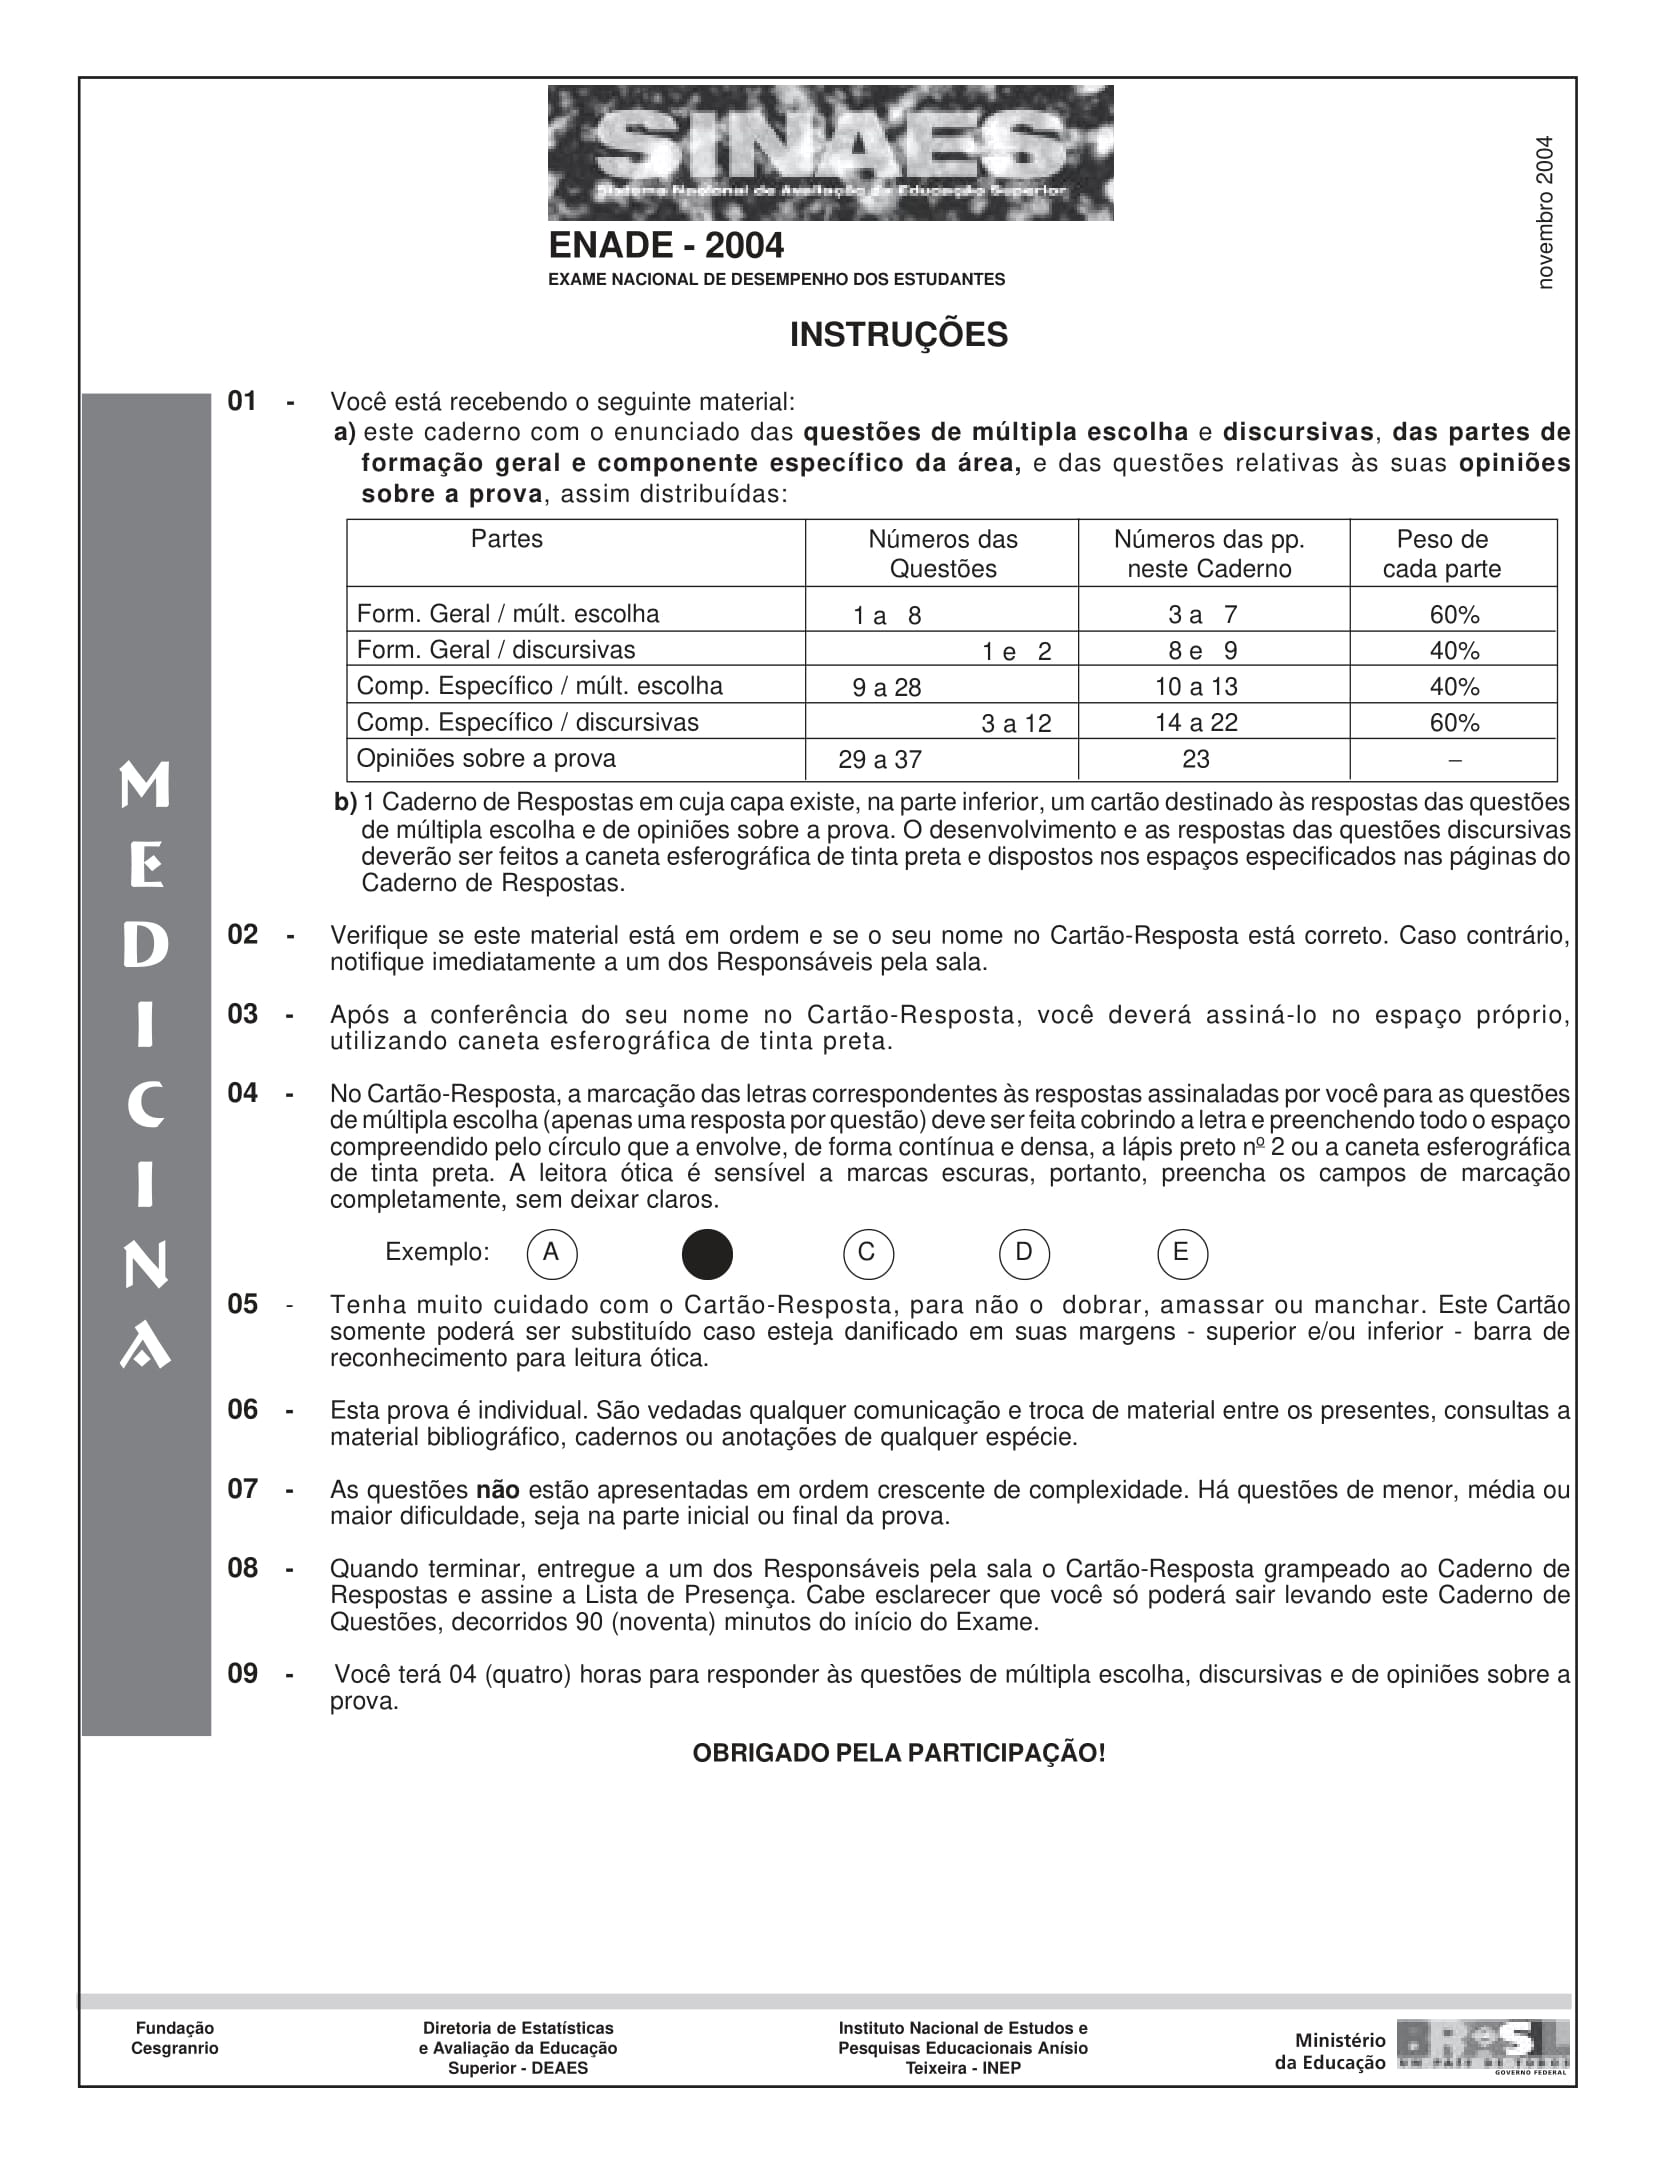 SINAES
Sistema Nacional de Avaliação da Educação Superior
novembro 2004
ENADE - 2004
EXAME NACIONAL DE DESEMPENHO DOS ESTUDANTES
INSTRUÇÕES
MEDICINA
01 - Você está recebendo o seguinte material:
a) este caderno com o enunciado das questões de múltipla escolha e discursivas, das partes de
formação geral e componente específico da área, e das questões relativas às suas opiniões
sobre a prova, assim distribuídas:
Partes Números das Números das pp. Peso de
Questões neste Caderno cada parte
Form. Geral / múlt. escolha 1 a 8 3 a 7 60%
Form. Geral / discursivas 1 e 2 8 e 9 40%
Comp. Específico / múlt. escolha 9 a 28 10 a 13 40%
Comp. Específico / discursivas 3 a 12 14 a 22 60%
Opiniões sobre a prova 29 a 37 23 –
b) 1 Caderno de Respostas em cuja capa existe, na parte inferior, um cartão destinado às respostas das questões
de múltipla escolha e de opiniões sobre a prova. O desenvolvimento e as respostas das questões discursivas
deverão ser feitos a caneta esferográfica de tinta preta e dispostos nos espaços especificados nas páginas do
Caderno de Respostas.
02 - Verifique se este material está em ordem e se o seu nome no Cartão-Resposta está correto. Caso contrário,
notifique imediatamente a um dos Responsáveis pela sala.
03 - Após a conferência do seu nome no Cartão-Resposta, você deverá assiná-lo no espaço próprio,
utilizando caneta esferográfica de tinta preta.
04 - No Cartão-Resposta, a marcação das letras correspondentes às respostas assinaladas por você para as questões
de múltipla escolha (apenas uma resposta por questão) deve ser feita cobrindo a letra e preenchendo todo o espaço
compreendido pelo círculo que a envolve, de forma contínua e densa, a lápis preto nº 2 ou a caneta esferográfica
de tinta preta. A leitora ótica é sensível a marcas escuras, portanto, preencha os campos de marcação
completamente, sem deixar claros.
Exemplo: A C D E
05 - Tenha muito cuidado com o Cartão-Resposta, para não o dobrar, amassar ou manchar. Este Cartão
somente poderá ser substituído caso esteja danificado em suas margens - superior e/ou inferior - barra de
reconhecimento para leitura ótica.
06 - Esta prova é individual. São vedadas qualquer comunicação e troca de material entre os presentes, consultas a
material bibliográfico, cadernos ou anotações de qualquer espécie.
07 - As questões não estão apresentadas em ordem crescente de complexidade. Há questões de menor, média ou
maior dificuldade, seja na parte inicial ou final da prova.
08 - Quando terminar, entregue a um dos Responsáveis pela sala o Cartão-Resposta grampeado ao Caderno de
Respostas e assine a Lista de Presença. Cabe esclarecer que você só poderá sair levando este Caderno de
Questões, decorridos 90 (noventa) minutos do início do Exame.
09 - Você terá 04 (quatro) horas para responder às questões de múltipla escolha, discursivas e de opiniões sobre a
prova.
OBRIGADO PELA PARTICIPAÇÃO!
Fundação
Cesgranrio
Diretoria de Estatísticas
e Avaliação da Educação
Superior - DEAES
Instituto Nacional de Estudos e
Pesquisas Educacionais Anísio
Teixeira - INEP
Ministério
da Educação
BRASIL
UM PAÍS DE TODOS
GOVERNO FEDERAL